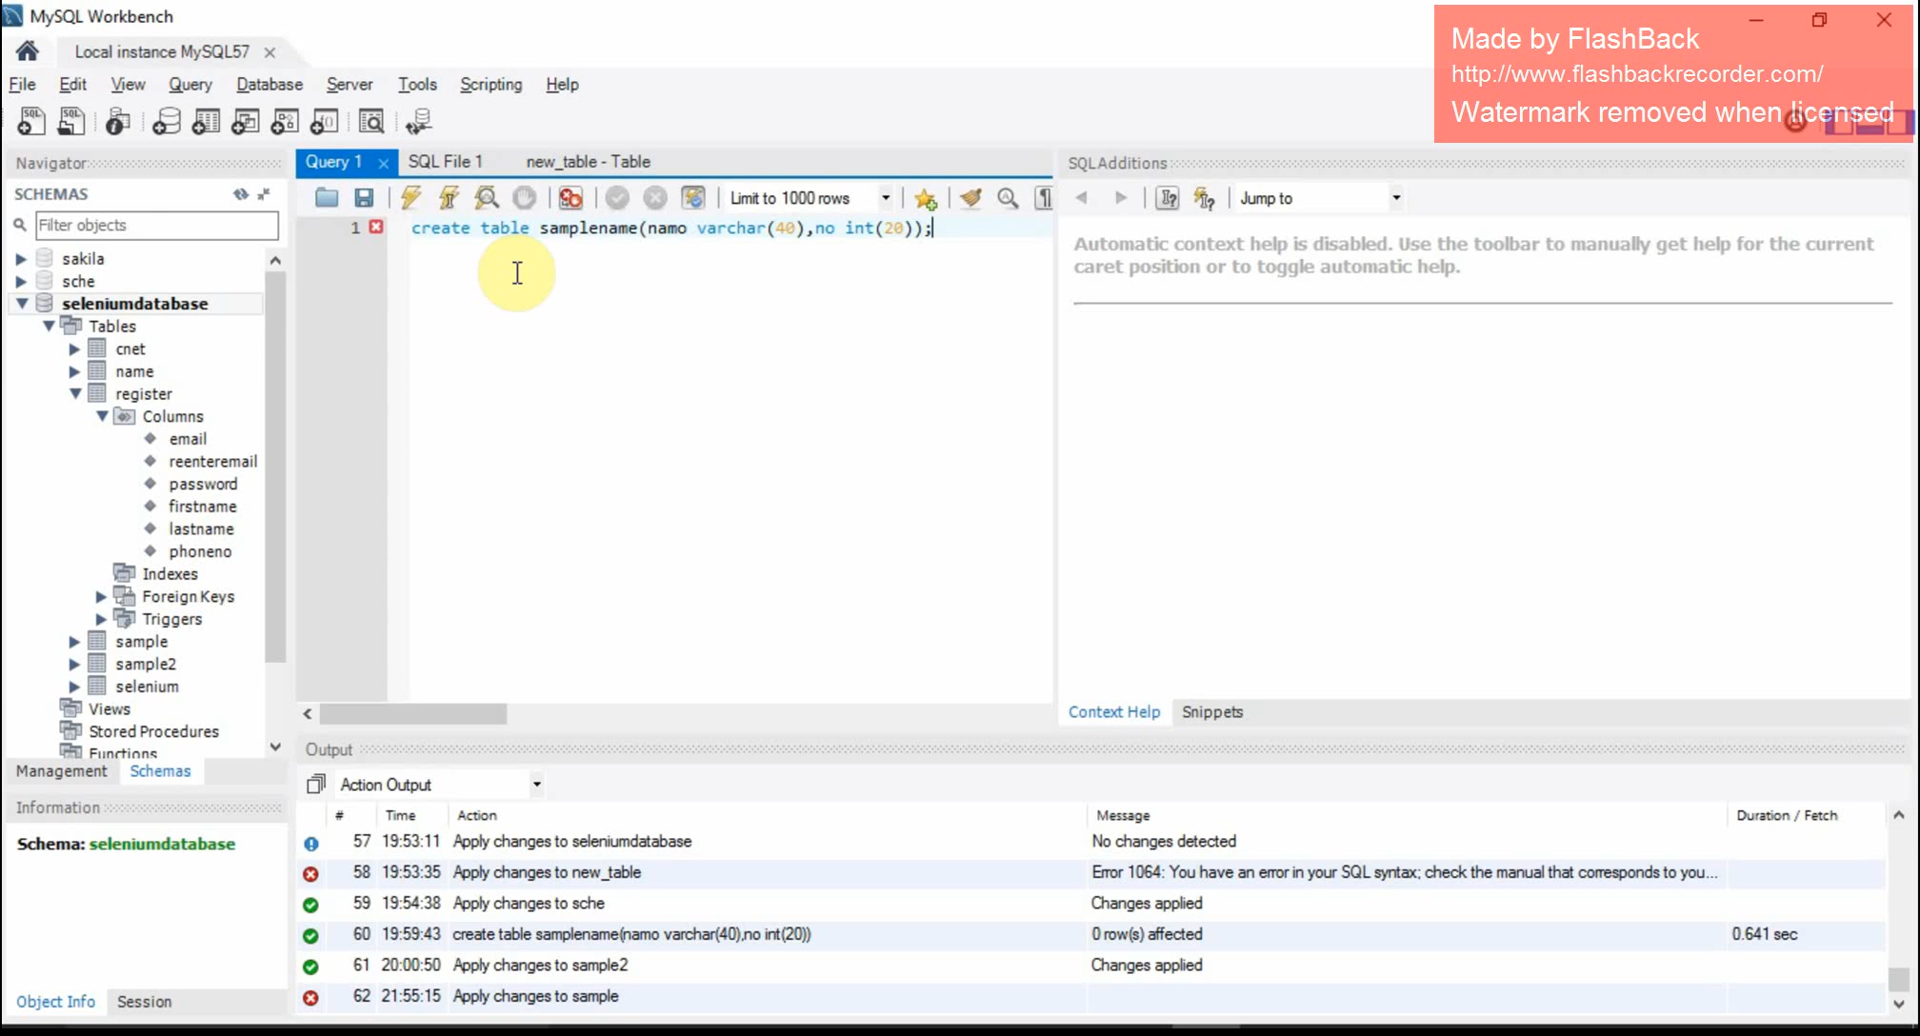 MySQL Workbench
Local instance MySQL57
File Edit View Query Database Server Tools Scripting Help
Made by FlashBack
http://www.flashbackrecorder.com/
Watermark removed when licensed
Navigator
SCHEMAS
Filter objects
sakila
sche
seleniumdatabase
Tables
cnet
name
register
Columns
email
reenteremail
password
firstname
lastname
phoneno
Indexes
Foreign Keys
Triggers
sample
sample2
selenium
Views
Stored Procedures
Functions
Management Schemas
Information
Schema: seleniumdatabase
Object Info Session
Query 1 SQL File 1 new_table - Table
Limit to 1000 rows
1 create table samplename(namo varchar(40),no int(20));
SQLAdditions
Jump to
Automatic context help is disabled. Use the toolbar to manually get help for the current
caret position or to toggle automatic help.
Context Help Snippets
Output
Action Output
# Time Action Message Duration / Fetch
57 19:53:11 Apply changes to seleniumdatabase No changes detected
58 19:53:35 Apply changes to new_table Error 1064: You have an error in your SQL syntax; check the manual that corresponds to you...
59 19:54:38 Apply changes to sche Changes applied
60 19:59:43 create table samplename(namo varchar(40),no int(20)) 0 row(s) affected 0.641 sec
61 20:00:50 Apply changes to sample2 Changes applied
62 21:55:15 Apply changes to sample